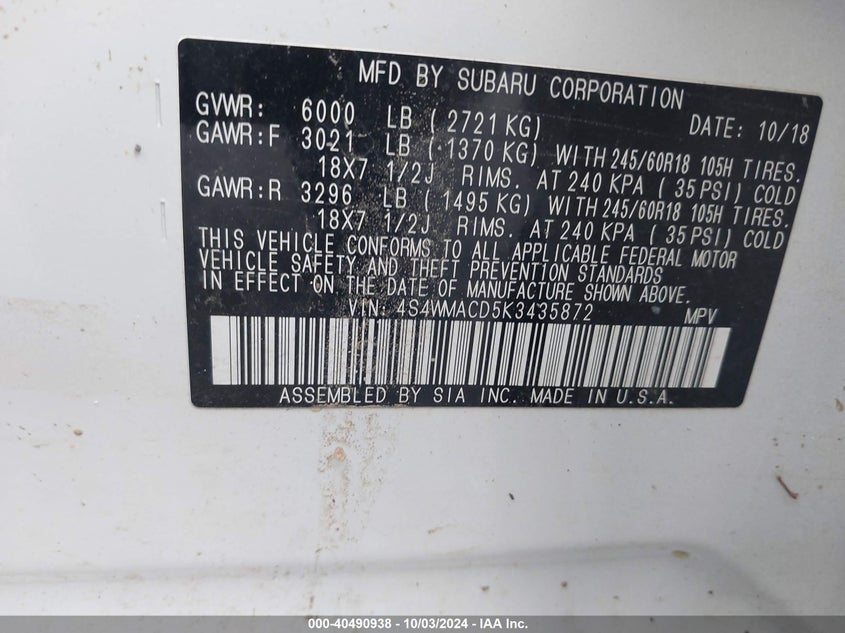 MFD BY SUBARU CORPORATION
GVWR: 6000 LB ( 2721 KG) DATE: 10/18
GAWR:F 3021 LB ( 1370 KG) WITH 245/60R18 105H TIRES.
18X7 1/2J RIMS. AT 240 KPA ( 35 PSI) COLD
GAWR:R 3296 LB ( 1495 KG) WITH 245/60R18 105H TIRES.
18X7 1/2J RIMS. AT 240 KPA ( 35 PSI) COLD
THIS VEHICLE CONFORMS TO ALL APPLICABLE FEDERAL MOTOR
VEHICLE SAFETY AND THEFT PREVENTION STANDARDS
IN EFFECT ON THE DATE OF MANUFACTURE SHOWN ABOVE.
VIN: 4S4WMACD5K3435872 MPV
ASSEMBLED BY SIA INC. MADE IN U.S.A.
000-40490938 - 10/03/2024 - IAA Inc.